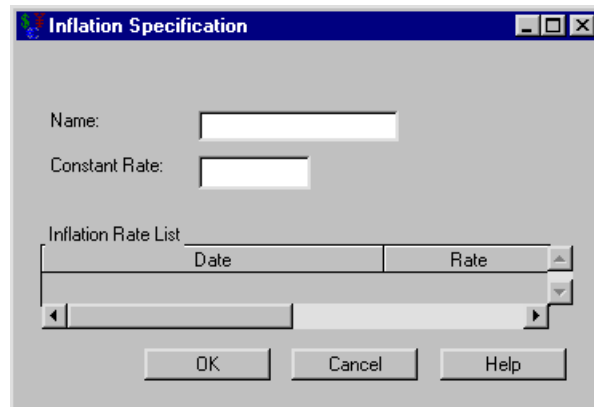 Inflation Specification
Name:
Constant Rate:
Inflation Rate List
Date Rate
OK Cancel Help